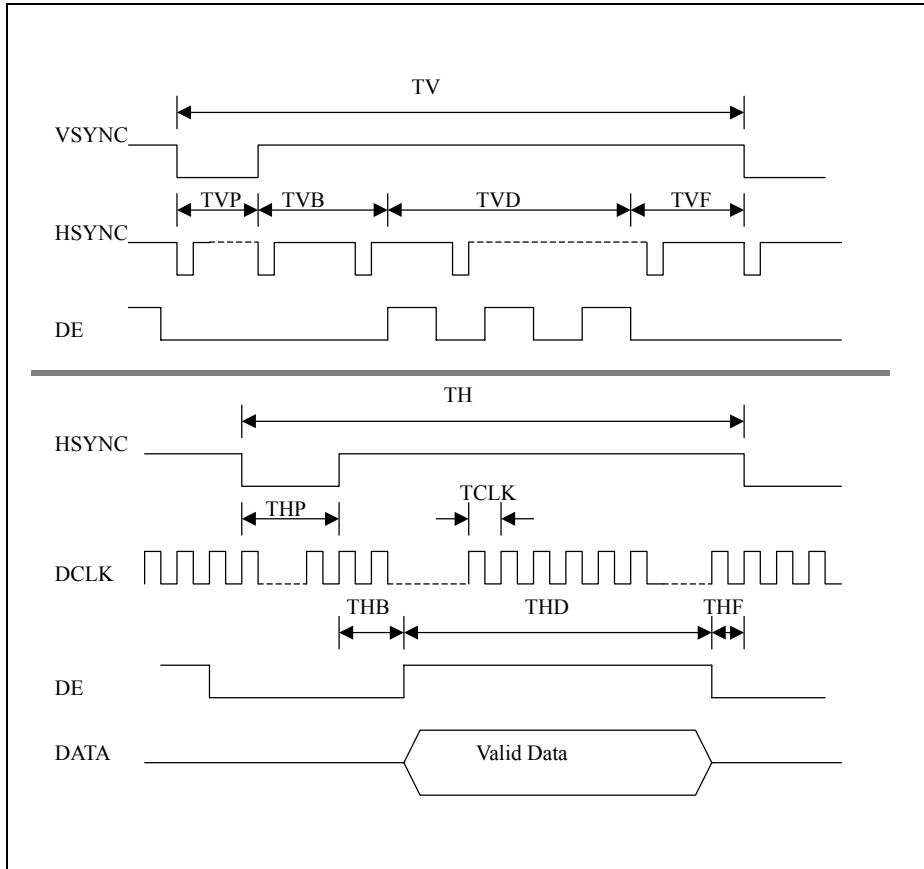 TV
VSYNC
TVP TVB TVD TVF
HSYNC
DE
TH
HSYNC
TCLK
THP
DCLK
THB THD THF
DE
DATA Valid Data